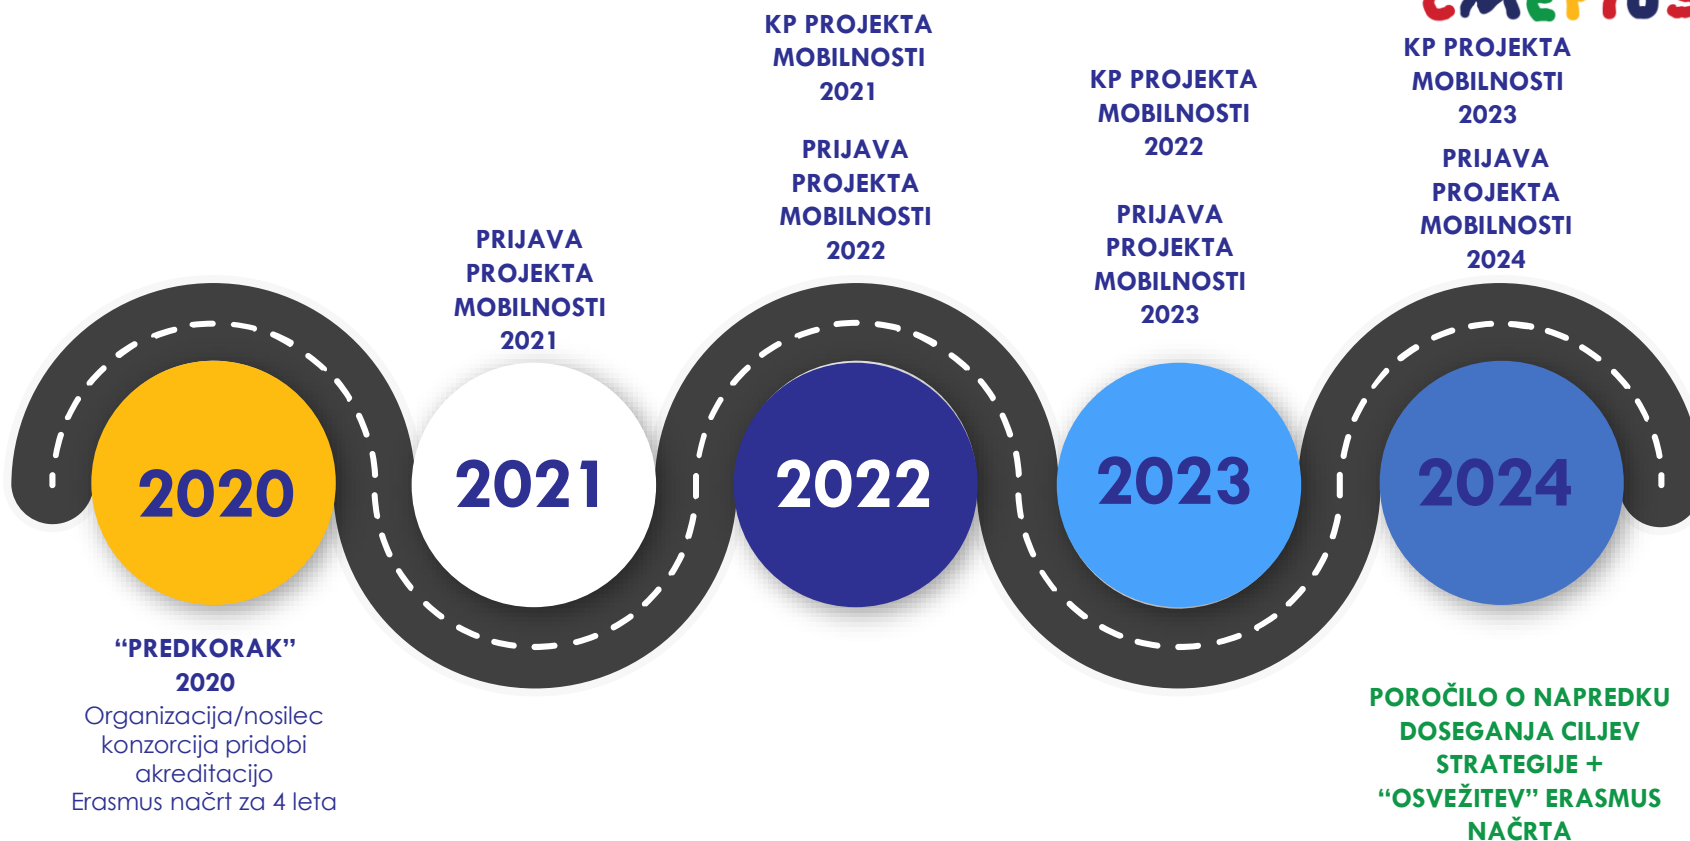 cmepius
KP PROJEKTA
MOBILNOSTI
2021
PRIJAVA
PROJEKTA
MOBILNOSTI
2022
KP PROJEKTA
MOBILNOSTI
2022
PRIJAVA
PROJEKTA
MOBILNOSTI
2023
KP PROJEKTA
MOBILNOSTI
2023
PRIJAVA
PROJEKTA
MOBILNOSTI
2024
PRIJAVA
PROJEKTA
MOBILNOSTI
2021
2020
2021
2022
2023
2024
“PREDKORAK”
2020
Organizacija/nosilec
konzorcija pridobi
akreditacijo
Erasmus načrt za 4 leta
POROČILO O NAPREDKU
DOSEGANJA CILJEV
STRATEGIJE +
“OSVEŽITEV” ERASMUS
NAČRTA